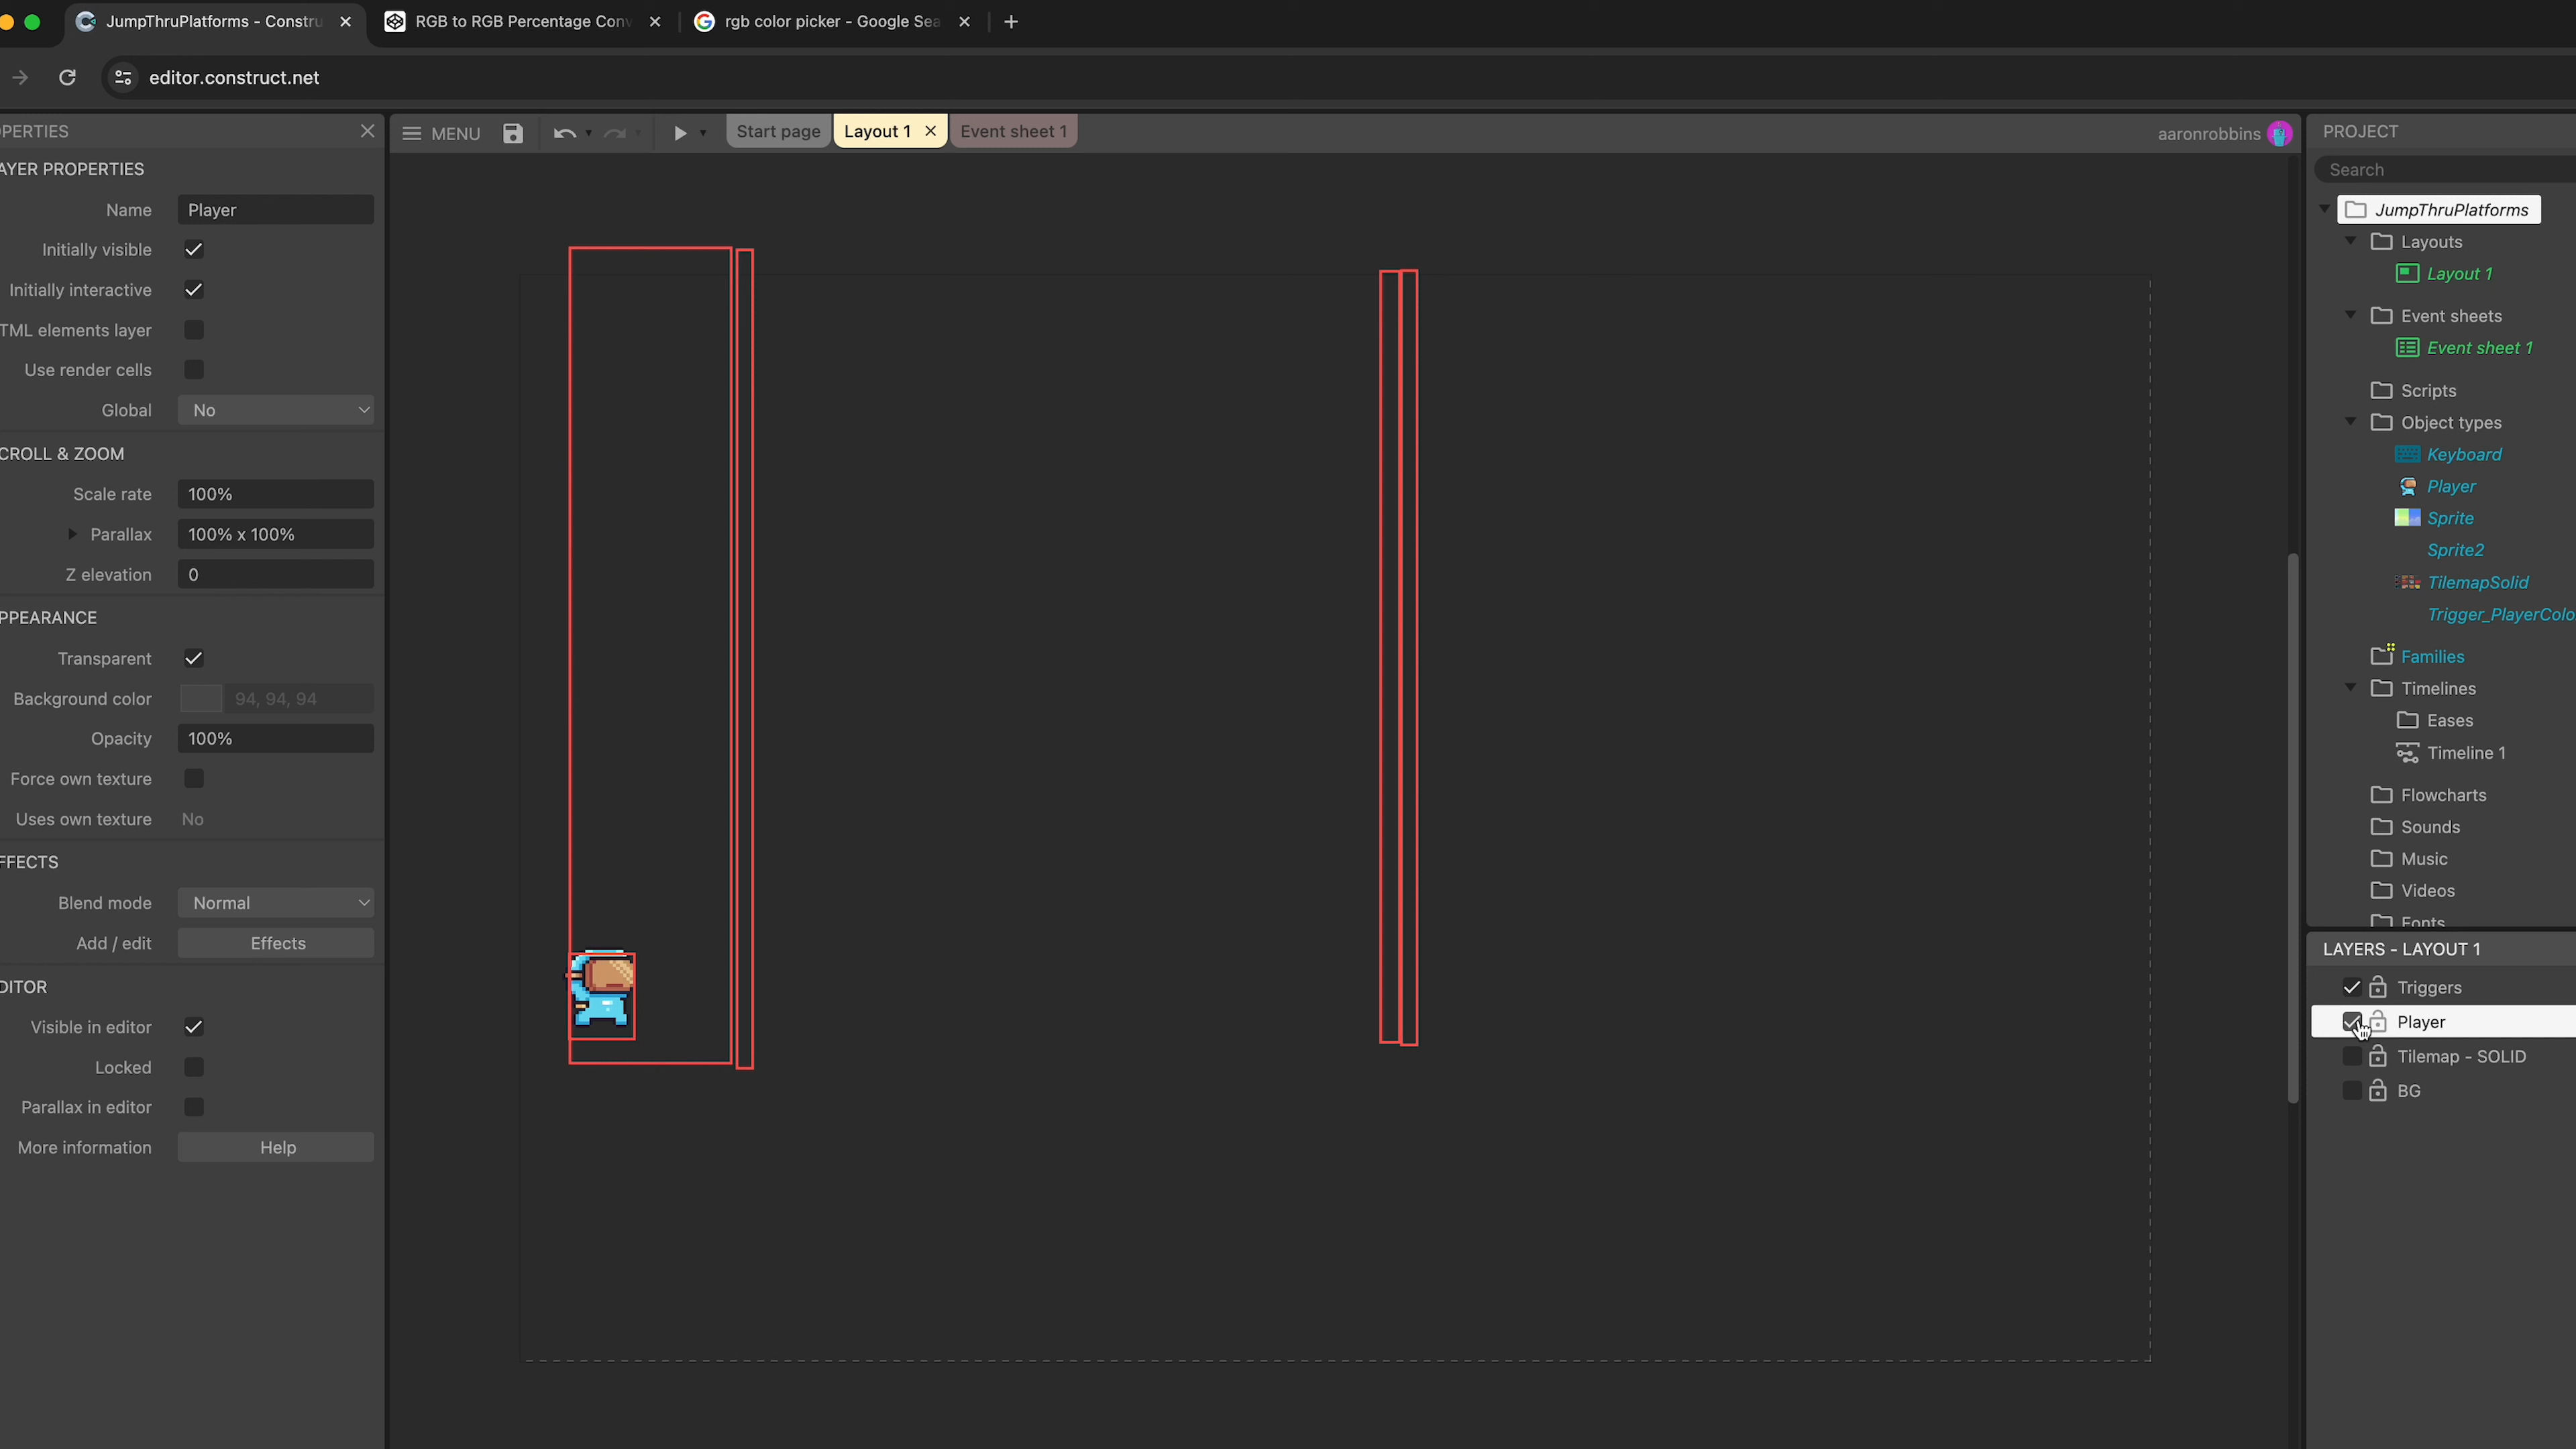 JumpThruPlatforms - Constru
RGB to RGB Percentage Conv
rgb color picker - Google Sea
editor.construct.net
PERTIES
MENU
Start page
Layout 1
Event sheet 1
aaronrobbins
PROJECT
AYER PROPERTIES
Name
Player
Initially visible
Initially interactive
TML elements layer
Use render cells
Global
No
CROLL & ZOOM
Scale rate
100%
Parallax
100% x 100%
Z elevation
0
PPEARANCE
Transparent
Background color
94, 94, 94
Opacity
100%
Force own texture
Uses own texture
No
FFECTS
Blend mode
Normal
Add / edit
Effects
DITOR
Visible in editor
Locked
Parallax in editor
More information
Help
Search
JumpThruPlatforms
Layouts
Layout 1
Event sheets
Event sheet 1
Scripts
Object types
Keyboard
Player
Sprite
Sprite2
TilemapSolid
Trigger_PlayerColo
Families
Timelines
Eases
Timeline 1
Flowcharts
Sounds
Music
Videos
Fonts
LAYERS - LAYOUT 1
Triggers
Player
Tilemap - SOLID
BG